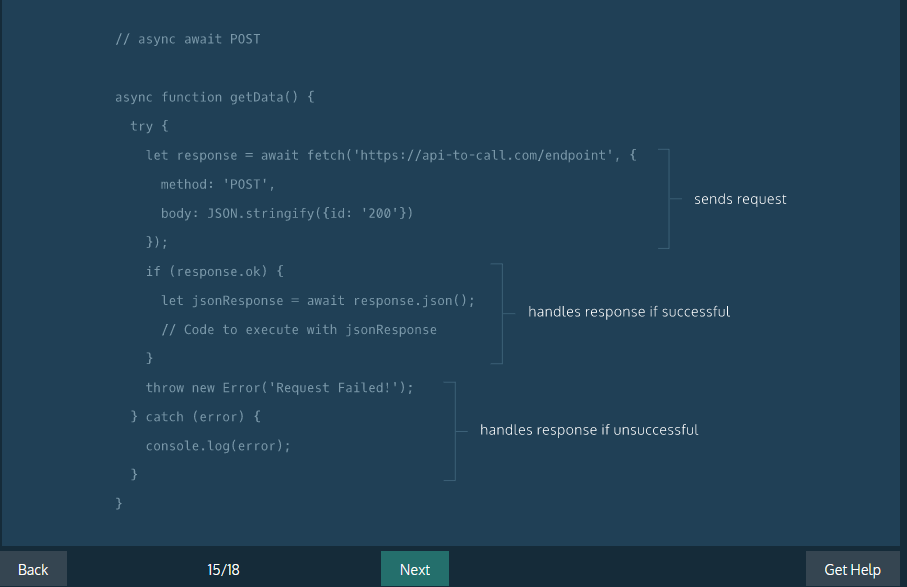 // async await POST
async function getData() {
try {
let response = await fetch('https://api-to-call.com/endpoint', {
method: 'POST',
body: JSON.stringify({id: '200'})
});
sends request
if (response.ok) {
let jsonResponse = await response.json();
// Code to execute with jsonResponse
}
handles response if successful
throw new Error('Request Failed!');
} catch (error) {
console.log(error);
}
handles response if unsuccessful
}
Back
15/18
Next
Get Help